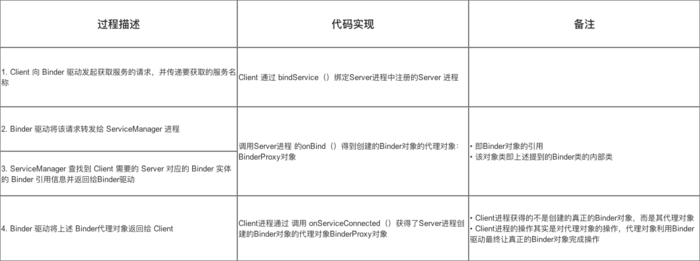 过程描述
代码实现
备注
1. Client 向 Binder 驱动发起获取服务的请求，并传递要获取的服务名
称
Client 通过 bindService（）绑定Server进程中注册的Server 进程
2. Binder 驱动将该请求转发给 ServiceManager 进程
3. ServiceManager 查找到 Client 需要的 Server 对应的 Binder 实体
的 Binder 引用信息并返回给Binder驱动
调用Server进程 的onBind（）得到创建的Binder对象的代理对象：
BinderProxy对象
• 即Binder对象的引用
• 该对象类即上述提到的Binder类的内部类
4. Binder 驱动将上述 Binder代理对象返回给 Client
Client进程通过 调用 onServiceConnected（）获得了Server进程创
建的Binder对象的代理对象BinderProxy对象
• Client进程获得的不是创建的真正的Binder对象，而是其代理对象
• Client进程的操作其实是对代理对象的操作，代理对象利用Binder
驱动最终让真正的Binder对象完成操作